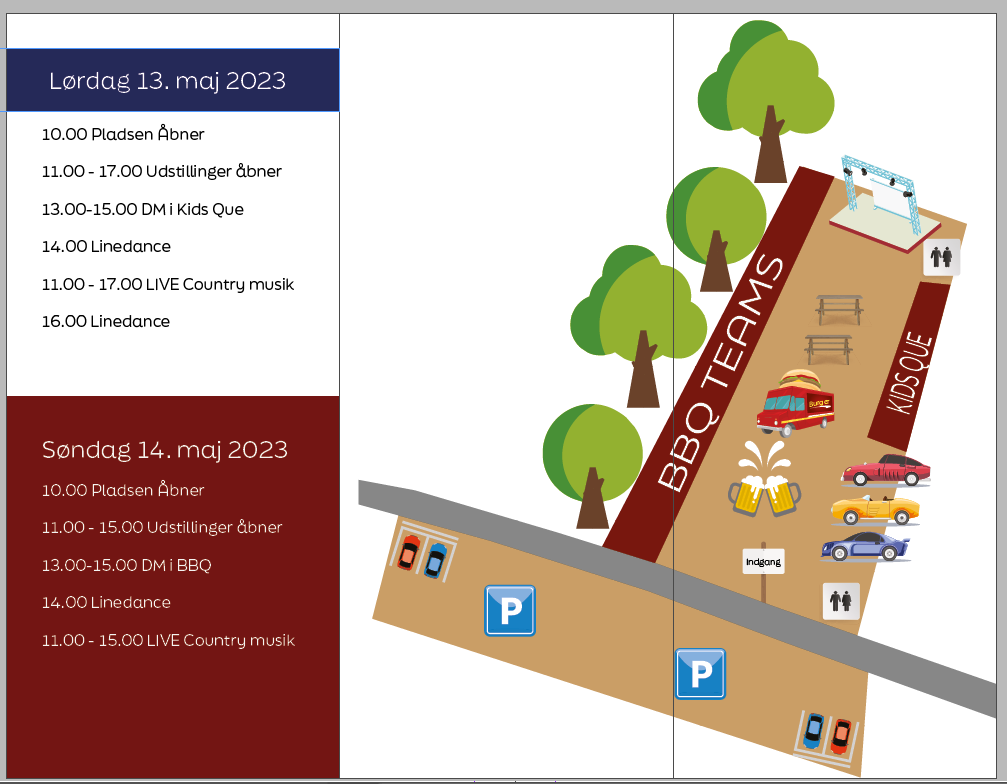 Lørdag 13. maj 2023
10.00 Pladsen Åbner
11.00 - 17.00 Udstillinger åbner
13.00-15.00 DM i Kids Que
14.00 Linedance
11.00 - 17.00 LIVE Country musik
16.00 Linedance
Søndag 14. maj 2023
10.00 Pladsen Åbner
11.00 - 15.00 Udstillinger åbner
13.00-15.00 DM i BBQ
14.00 Linedance
11.00 - 15.00 LIVE Country musik
BBQ TEAMS
KIDS QUE
Burger
Indgang
P
P